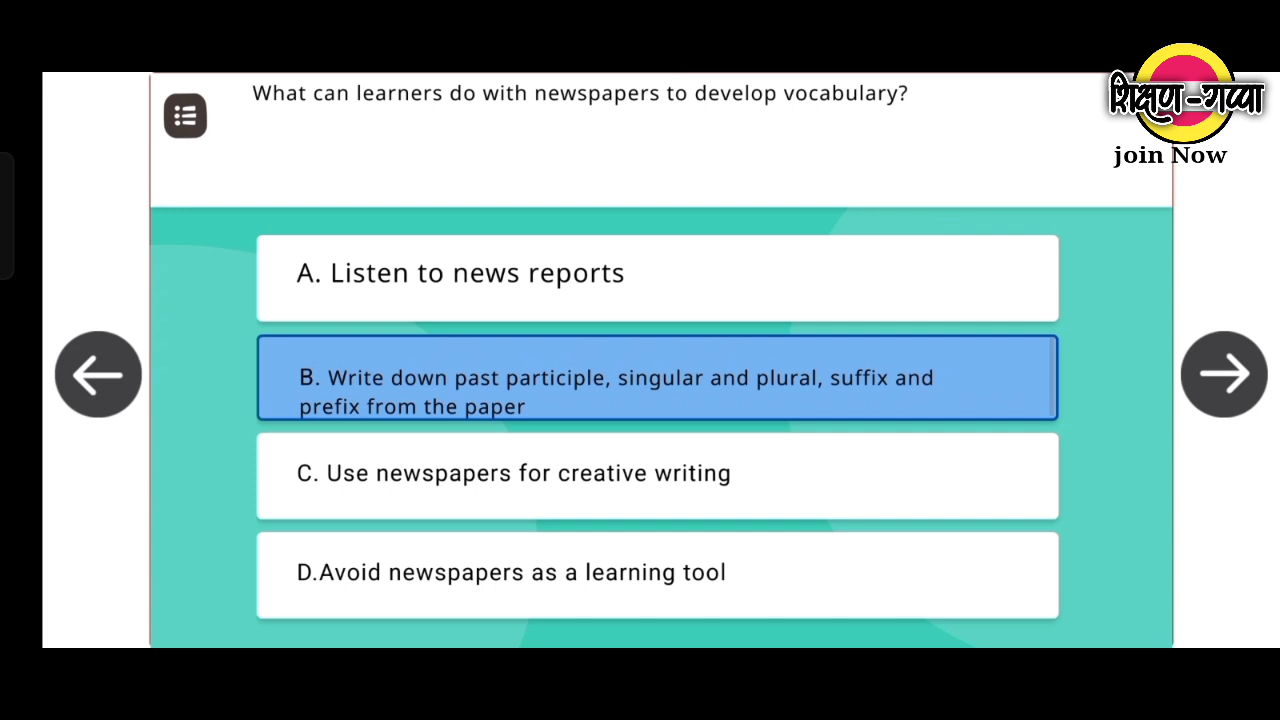 What can learners do with newspapers to develop vocabulary?
शिक्षण-गप्पा
join Now
A. Listen to news reports
B. Write down past participle, singular and plural, suffix and
prefix from the paper
C. Use newspapers for creative writing
D.Avoid newspapers as a learning tool